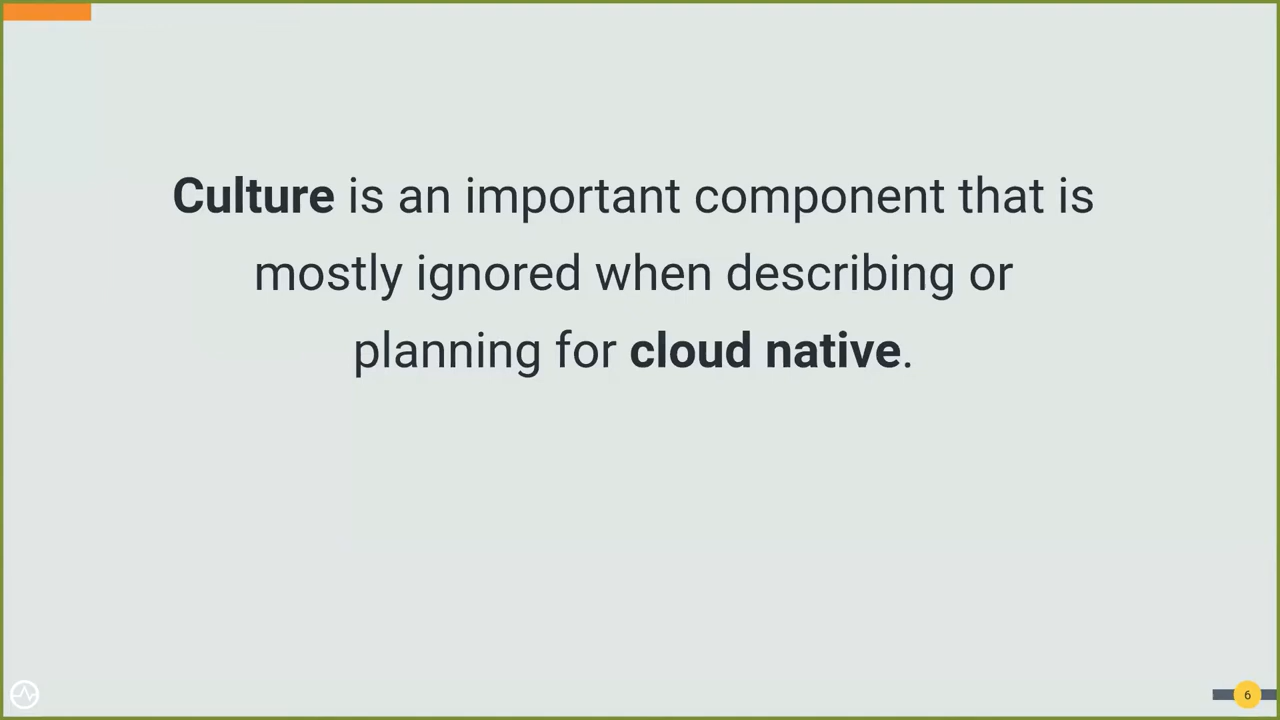 Culture is an important component that is
mostly ignored when describing or
planning for cloud native.
6